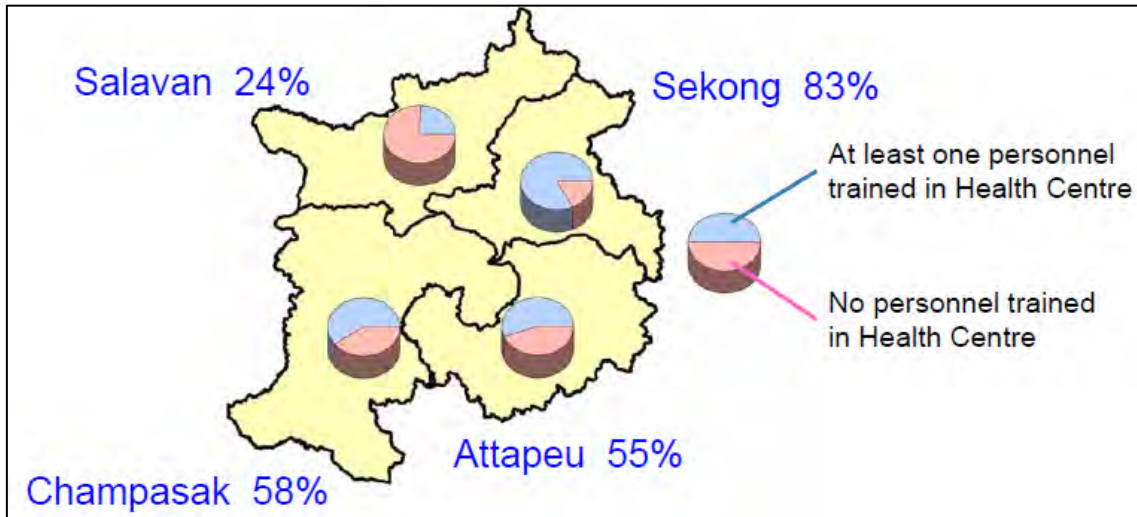 Salavan 24%
Sekong 83%
At least one personnel
trained in Health Centre
No personnel trained
in Health Centre
Attapeu 55%
Champasak 58%